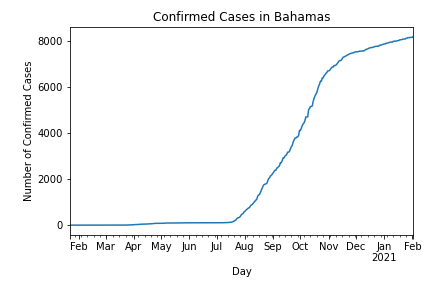 Confirmed Cases in Bahamas
Number of Confirmed Cases
8000
6000
4000
2000
0
Feb Mar Apr May Jun Jul Aug Sep Oct Nov Dec Jan Feb
2021
Day